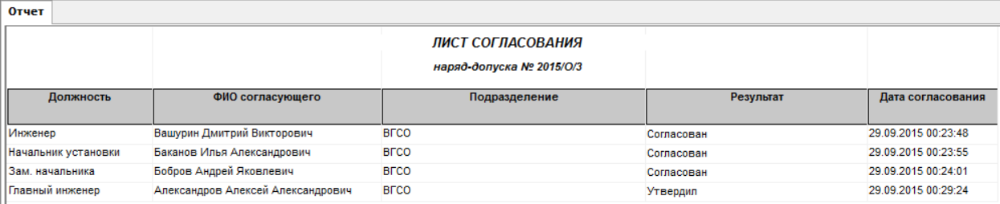 Отчет
ЛИСТ СОГЛАСОВАНИЯ
наряд-допуска № 2015/О/3
Должность ФИО согласующего Подразделение Результат Дата согласования
Инженер Вашурин Дмитрий Викторович ВГСО Согласован 29.09.2015 00:23:48
Начальник установки Баканов Илья Александрович ВГСО Согласован 29.09.2015 00:23:55
Зам. начальника Бобров Андрей Яковлевич ВГСО Согласован 29.09.2015 00:24:01
Главный инженер Александров Алексей Александрович ВГСО Утвердил 29.09.2015 00:29:24